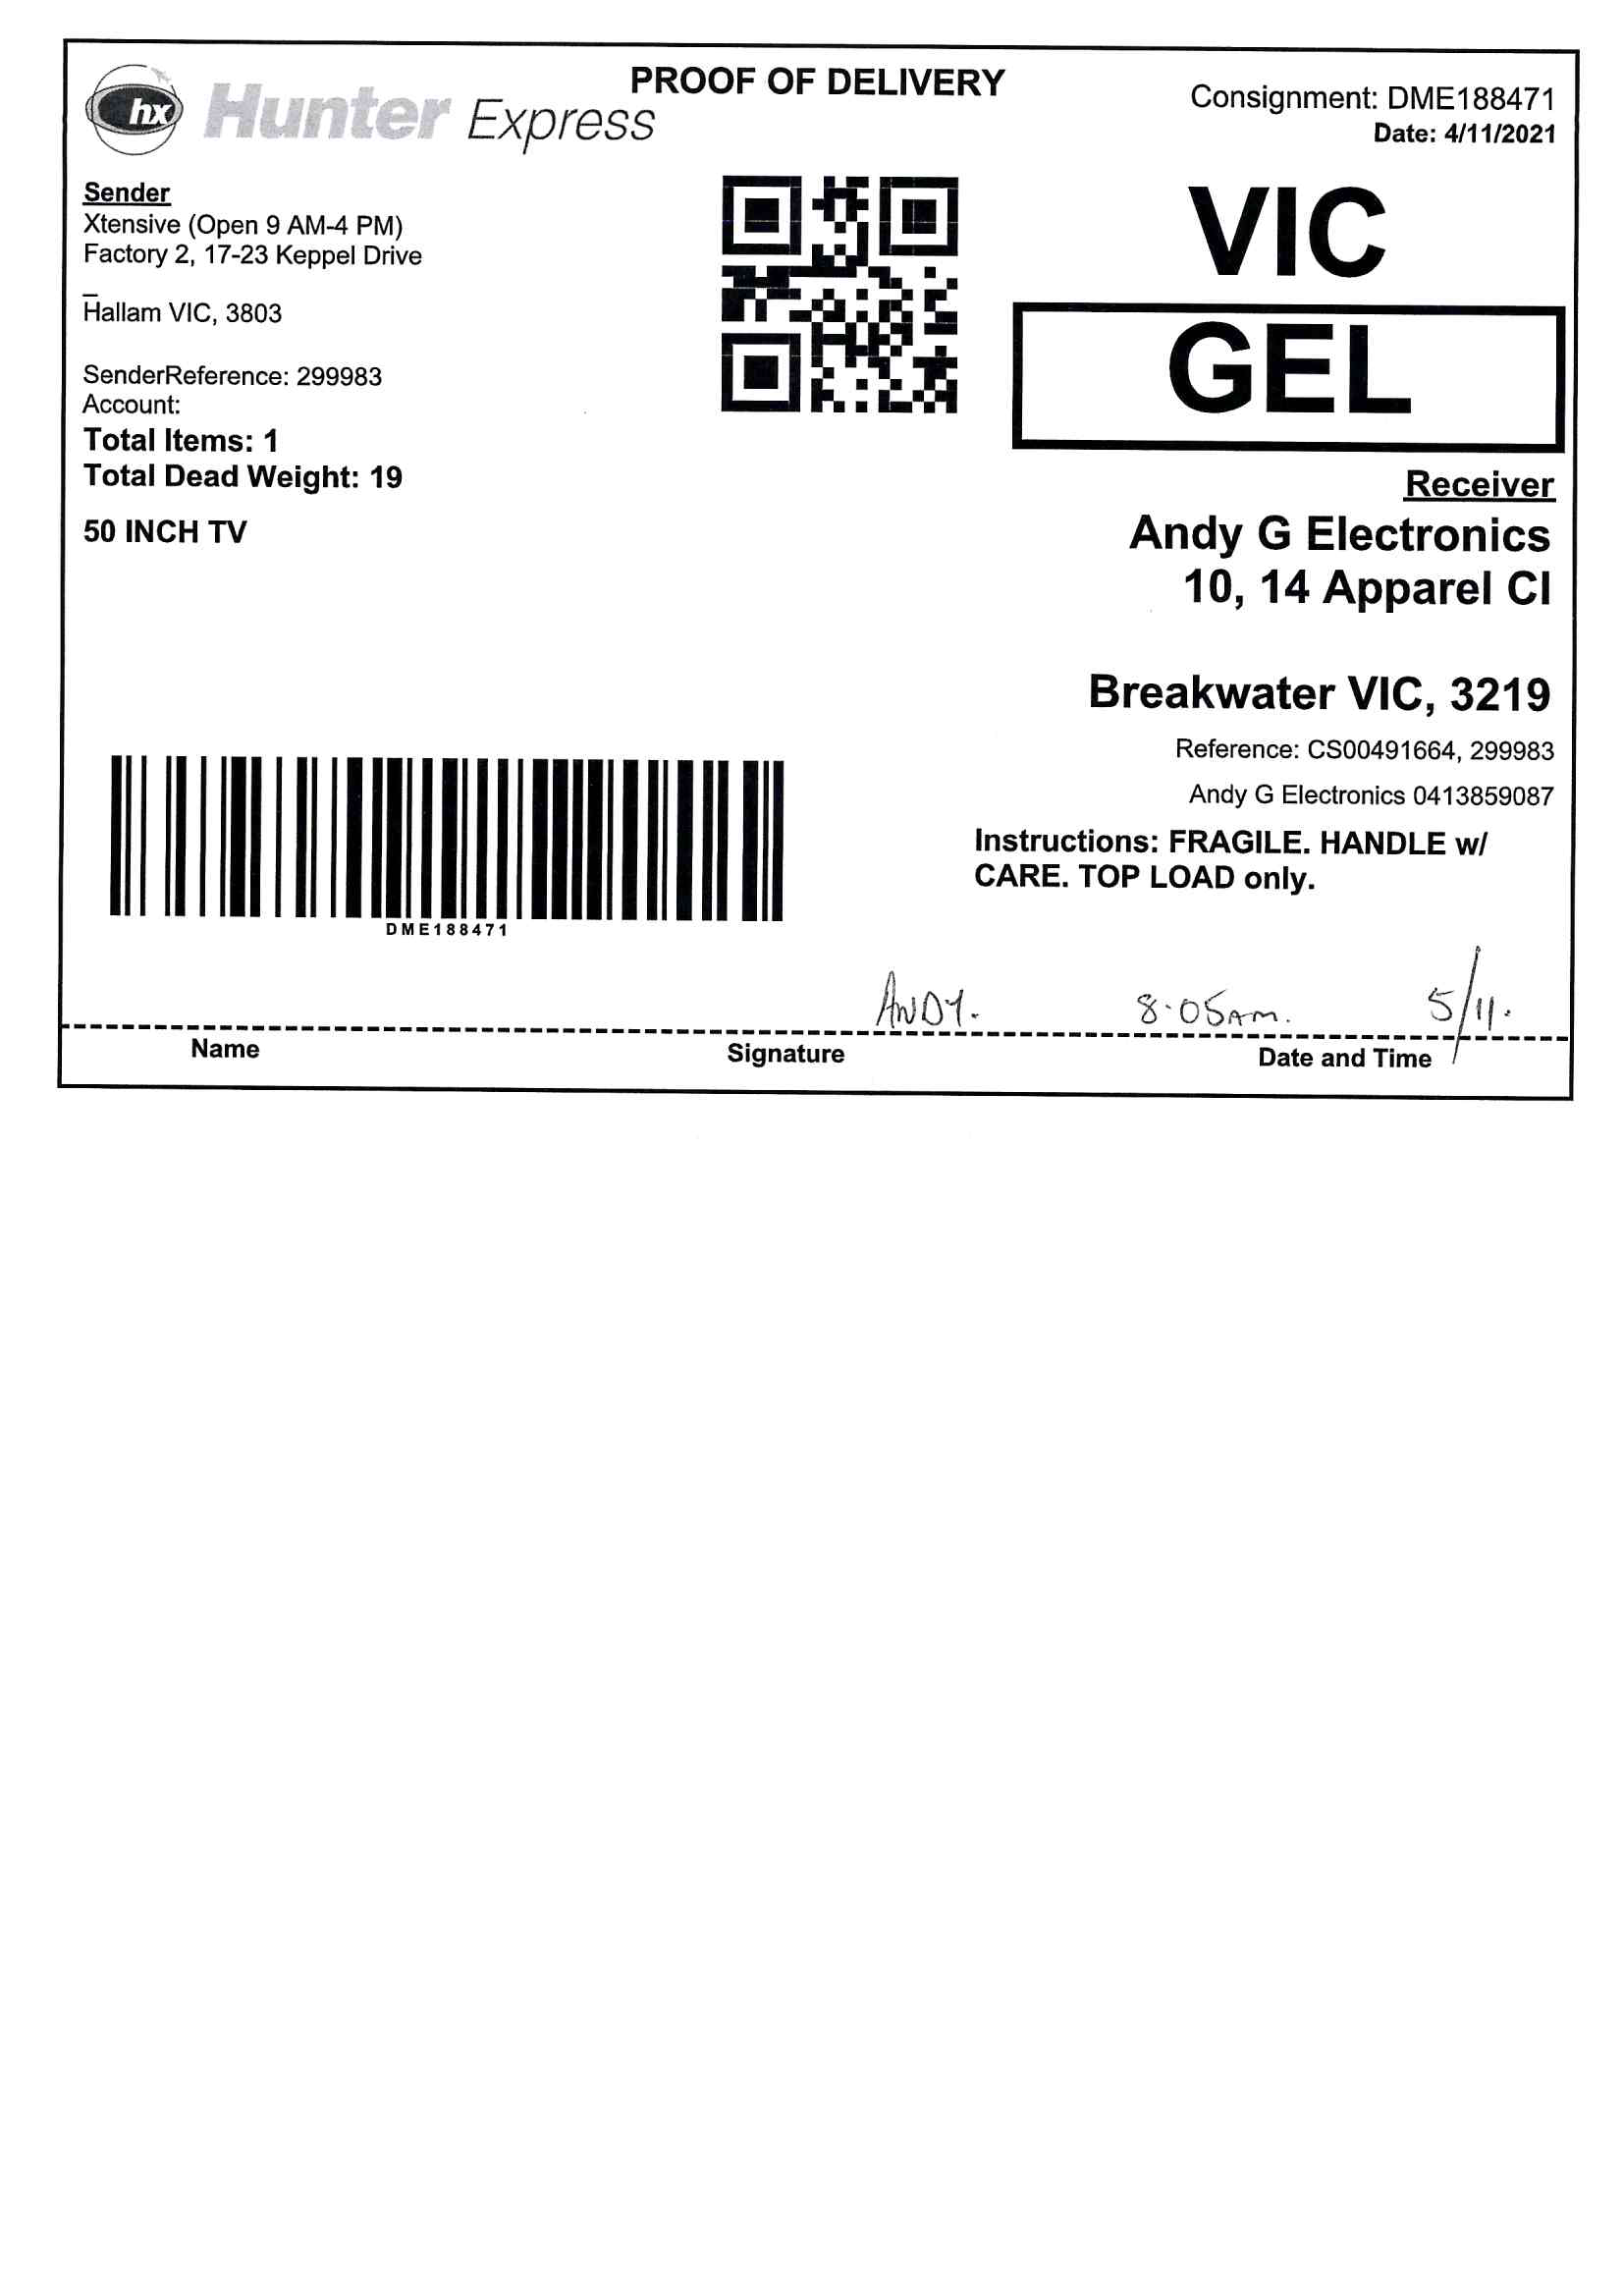 PROOF OF DELIVERY
hx Hunter Express
Consignment: DME188471
Date: 4/11/2021
Sender
Xtensive (Open 9 AM-4 PM)
Factory 2, 17-23 Keppel Drive
_
Hallam VIC, 3803
SenderReference: 299983
Account:
Total Items: 1
Total Dead Weight: 19
50 INCH TV
VIC
GEL
Receiver
Andy G Electronics
10, 14 Apparel Cl
Breakwater VIC, 3219
Reference: CS00491664, 299983
Andy G Electronics 0413859087
Instructions: FRAGILE. HANDLE w/
CARE. TOP LOAD only.
DME188471
ANDY. 8.05AM. 5/11.
Name Signature Date and Time